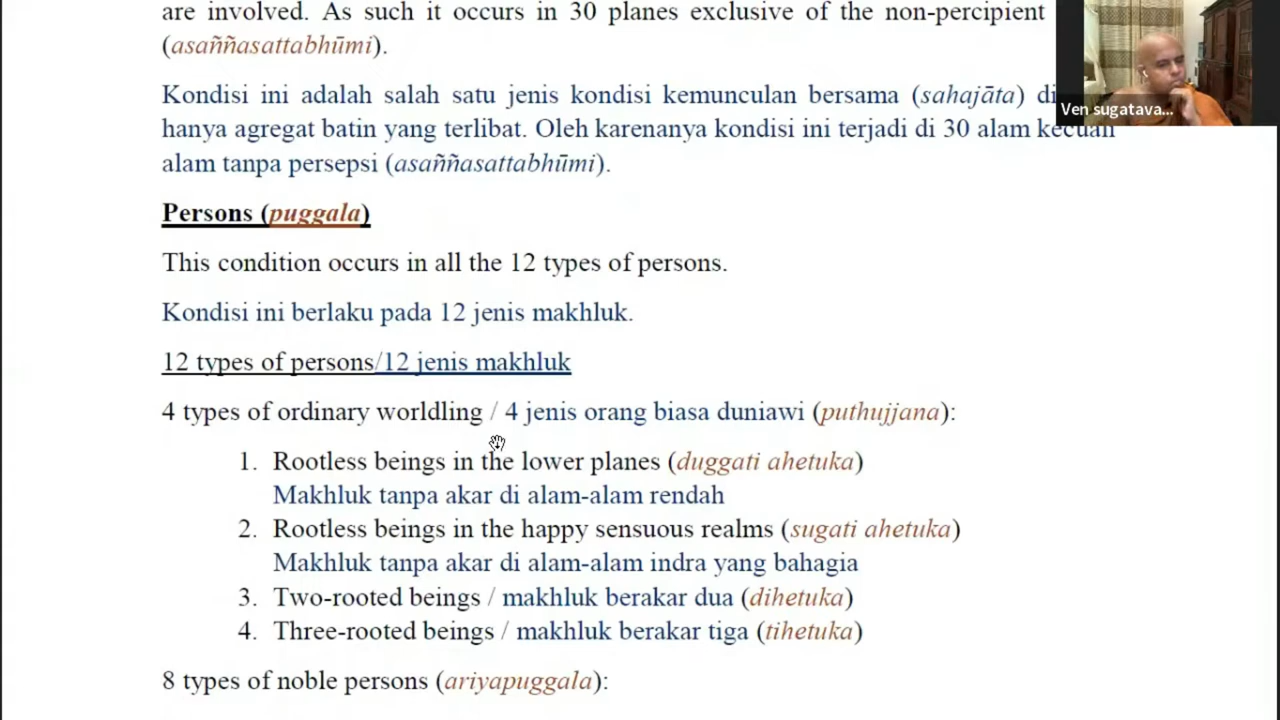 are involved. As such it occurs in 30 planes exclusive of the non-percipient
(asaññasattabhūmi).
Kondisi ini adalah salah satu jenis kondisi kemunculan bersama (sahajāta) di
hanya agregat batin yang terlibat. Oleh karenanya kondisi ini terjadi di 30 alam kecuali
alam tanpa persepsi (asaññasattabhūmi).
Ven sugatava...
Persons (puggala)
This condition occurs in all the 12 types of persons.
Kondisi ini berlaku pada 12 jenis makhluk.
12 types of persons/12 jenis makhluk
4 types of ordinary worldling / 4 jenis orang biasa duniawi (puthujjana):
1. Rootless beings in the lower planes (duggati ahetuka)
Makhluk tanpa akar di alam-alam rendah
2. Rootless beings in the happy sensuous realms (sugati ahetuka)
Makhluk tanpa akar di alam-alam indra yang bahagia
3. Two-rooted beings / makhluk berakar dua (dihetuka)
4. Three-rooted beings / makhluk berakar tiga (tihetuka)
8 types of noble persons (ariyapuggala):